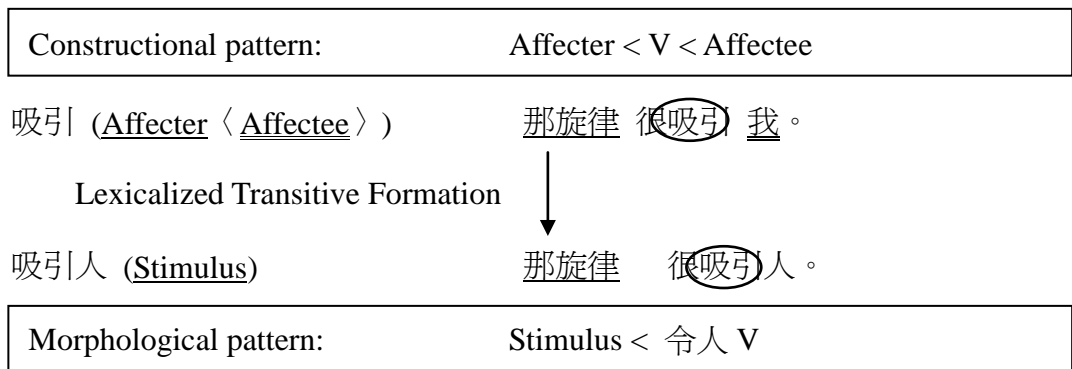 Constructional pattern: Affecter < V < Affectee
吸引 (Affecter〈Affectee〉) 那旋律 很吸引 我。
Lexicalized Transitive Formation
吸引人 (Stimulus) 那旋律 很吸引人。
Morphological pattern: Stimulus < 令人 V